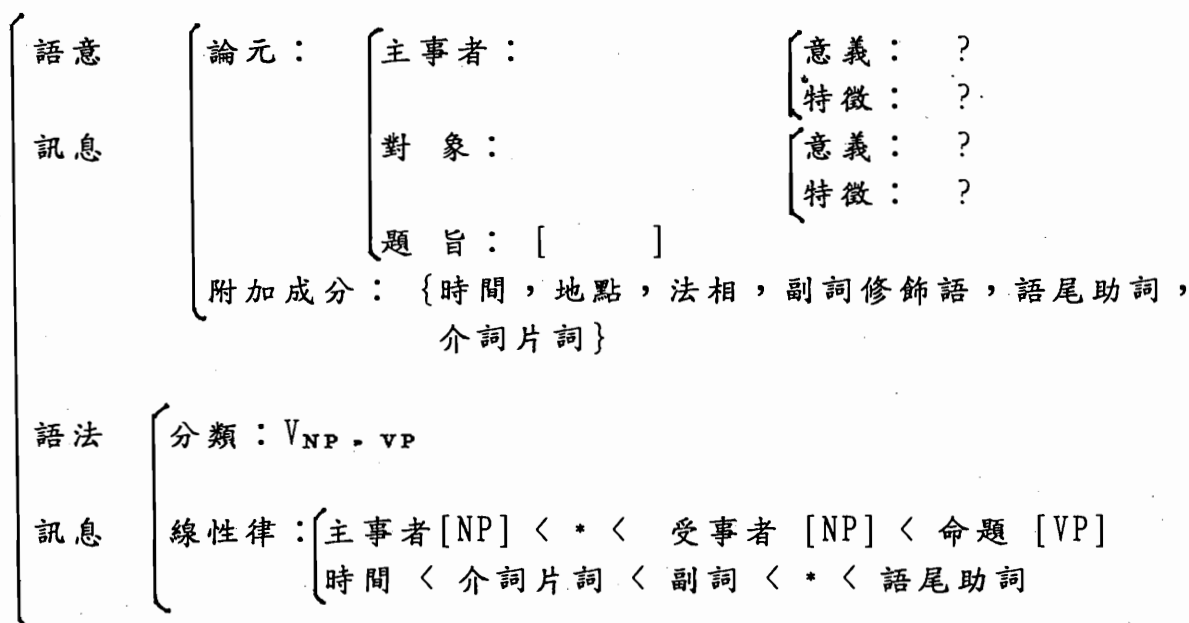 語意 論元： 主事者： 意義： ?
特徵： ?
訊息 對 象： 意義： ?
特徵： ?
題 旨： [ ]
附加成分： {時間，地點，法相，副詞修飾語，語尾助詞，
介詞片詞}
語法 分類：V_NP - VP
訊息 線性律： 主事者[NP] < * < 受事者 [NP] < 命題 [VP]
時間 < 介詞片詞 < 副詞 < * < 語尾助詞